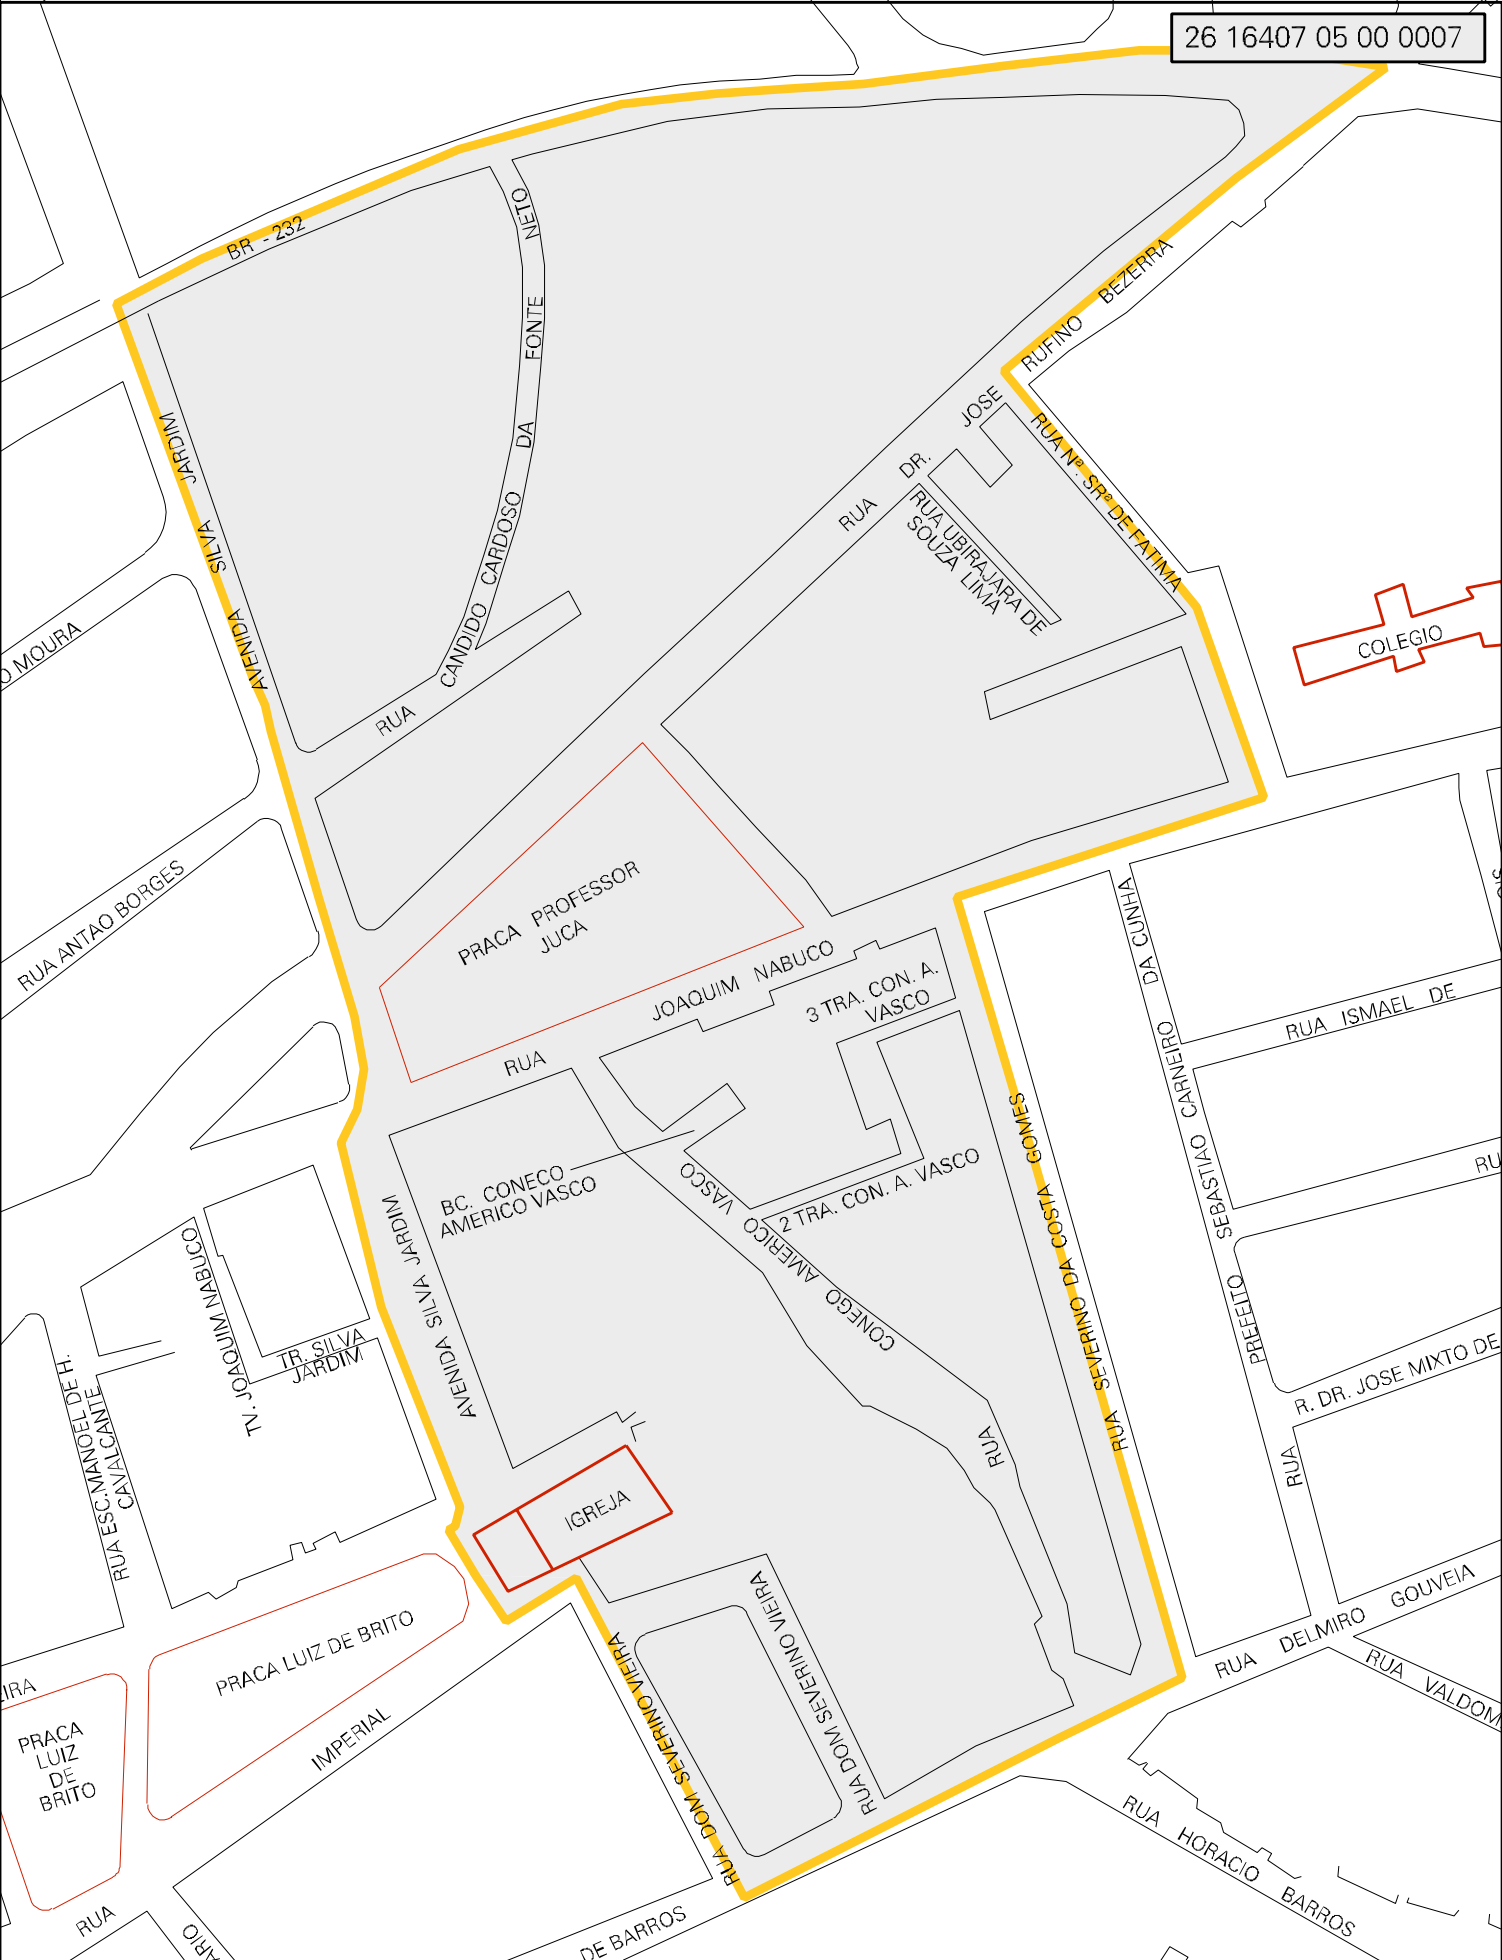 26 16407 05 00 0007
BR - 232
CANDIDO CARDOSO DA FONTE NETO
RUA
AVENIDA SILVA JARDIM
RUA DR. JOSE RUFINO BEZERRA
RUA Nª. SRª DE FATIMA
RUA UBIRAJARA DE
SOUZA LIMA
COLEGIO
O MOURA
RUA ANTAO BORGES
PRACA PROFESSOR
JUCA
RUA JOAQUIM NABUCO
3 TRA. CON. A.
VASCO
2 TRA. CON. A. VASCO
BC. CONECO
AMERICO VASCO
RUA CONEGO AMERICO VASCO
AVENIDA SILVA JARDIM
RUA SEVERINO DA COSTA GOMES
RUA PREFEITO SEBASTIAO CARNEIRO DA CUNHA
RUA ISMAEL DE
RU
R. DR. JOSE MIXTO DE
TV. JOAQUIM NABUCO
TR. SILVA
JARDIM
RUA ESC.MANOEL DE H.
CAVALCANTE
IGREJA
PRACA LUIZ DE BRITO
PRACA
LUIZ
DE
BRITO
EIRA
RUA IMPERIAL
ARIO
RUA DOM SEVERINO VIEIRA
RUA DOM SEVERINO VIEIRA
RUA DELMIRO GOUVEIA
RUA VALDOM
RUA HORACIO BARROS
DE BARROS